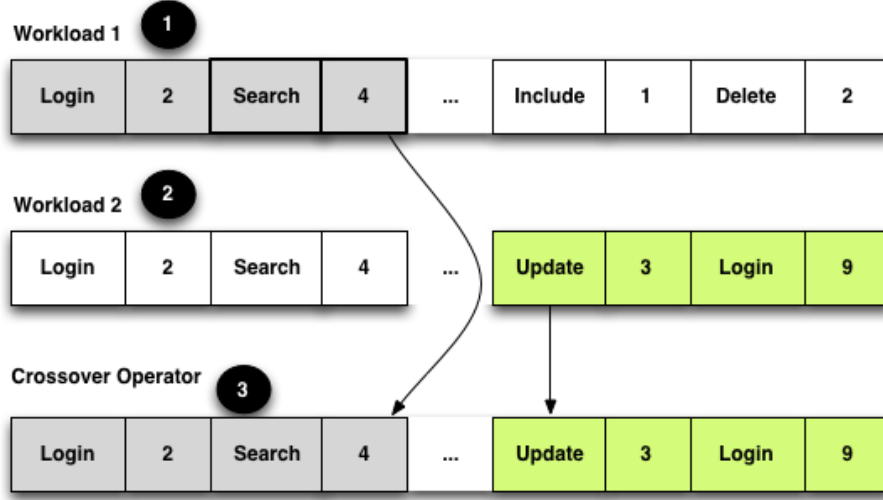 Workload 1 1
Login 2 Search 4 ... Include 1 Delete 2
Workload 2 2
Login 2 Search 4 ... Update 3 Login 9
Crossover Operator 3
Login 2 Search 4 ... Update 3 Login 9